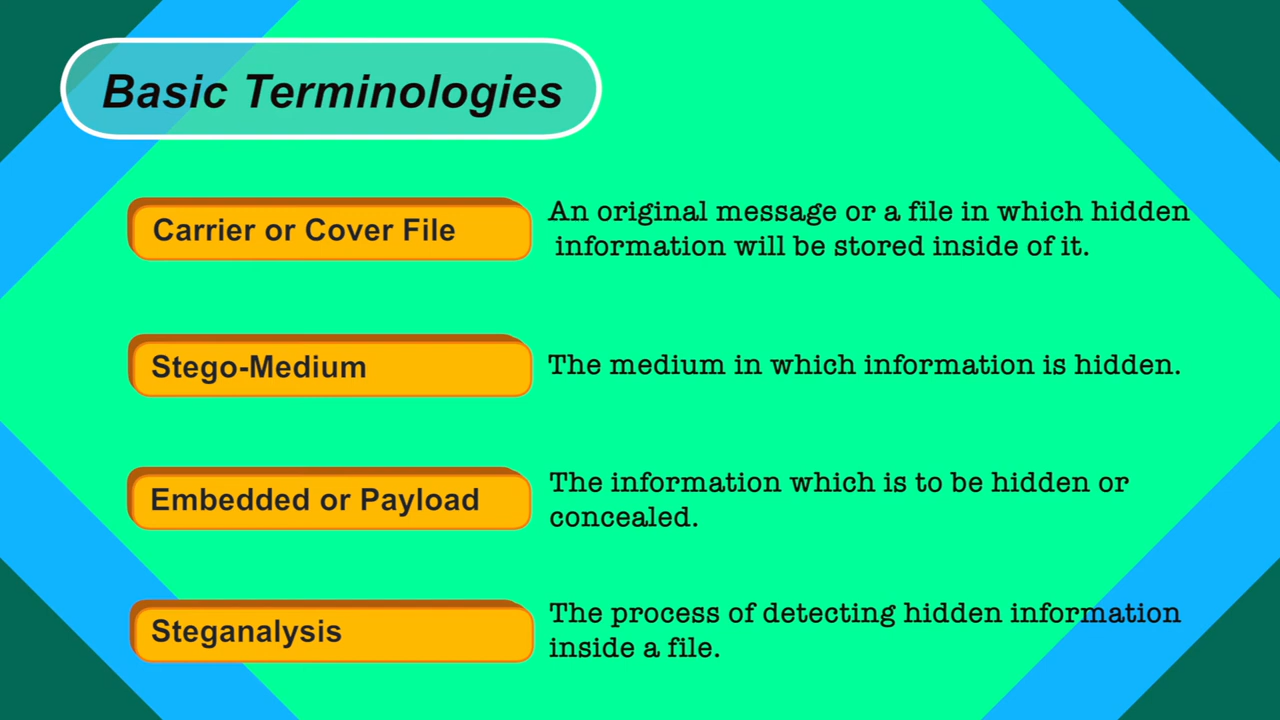 Basic Terminologies
Carrier or Cover File
An original message or a file in which hidden
information will be stored inside of it.
Stego-Medium
The medium in which information is hidden.
Embedded or Payload
The information which is to be hidden or
concealed.
Steganalysis
The process of detecting hidden information
inside a file.